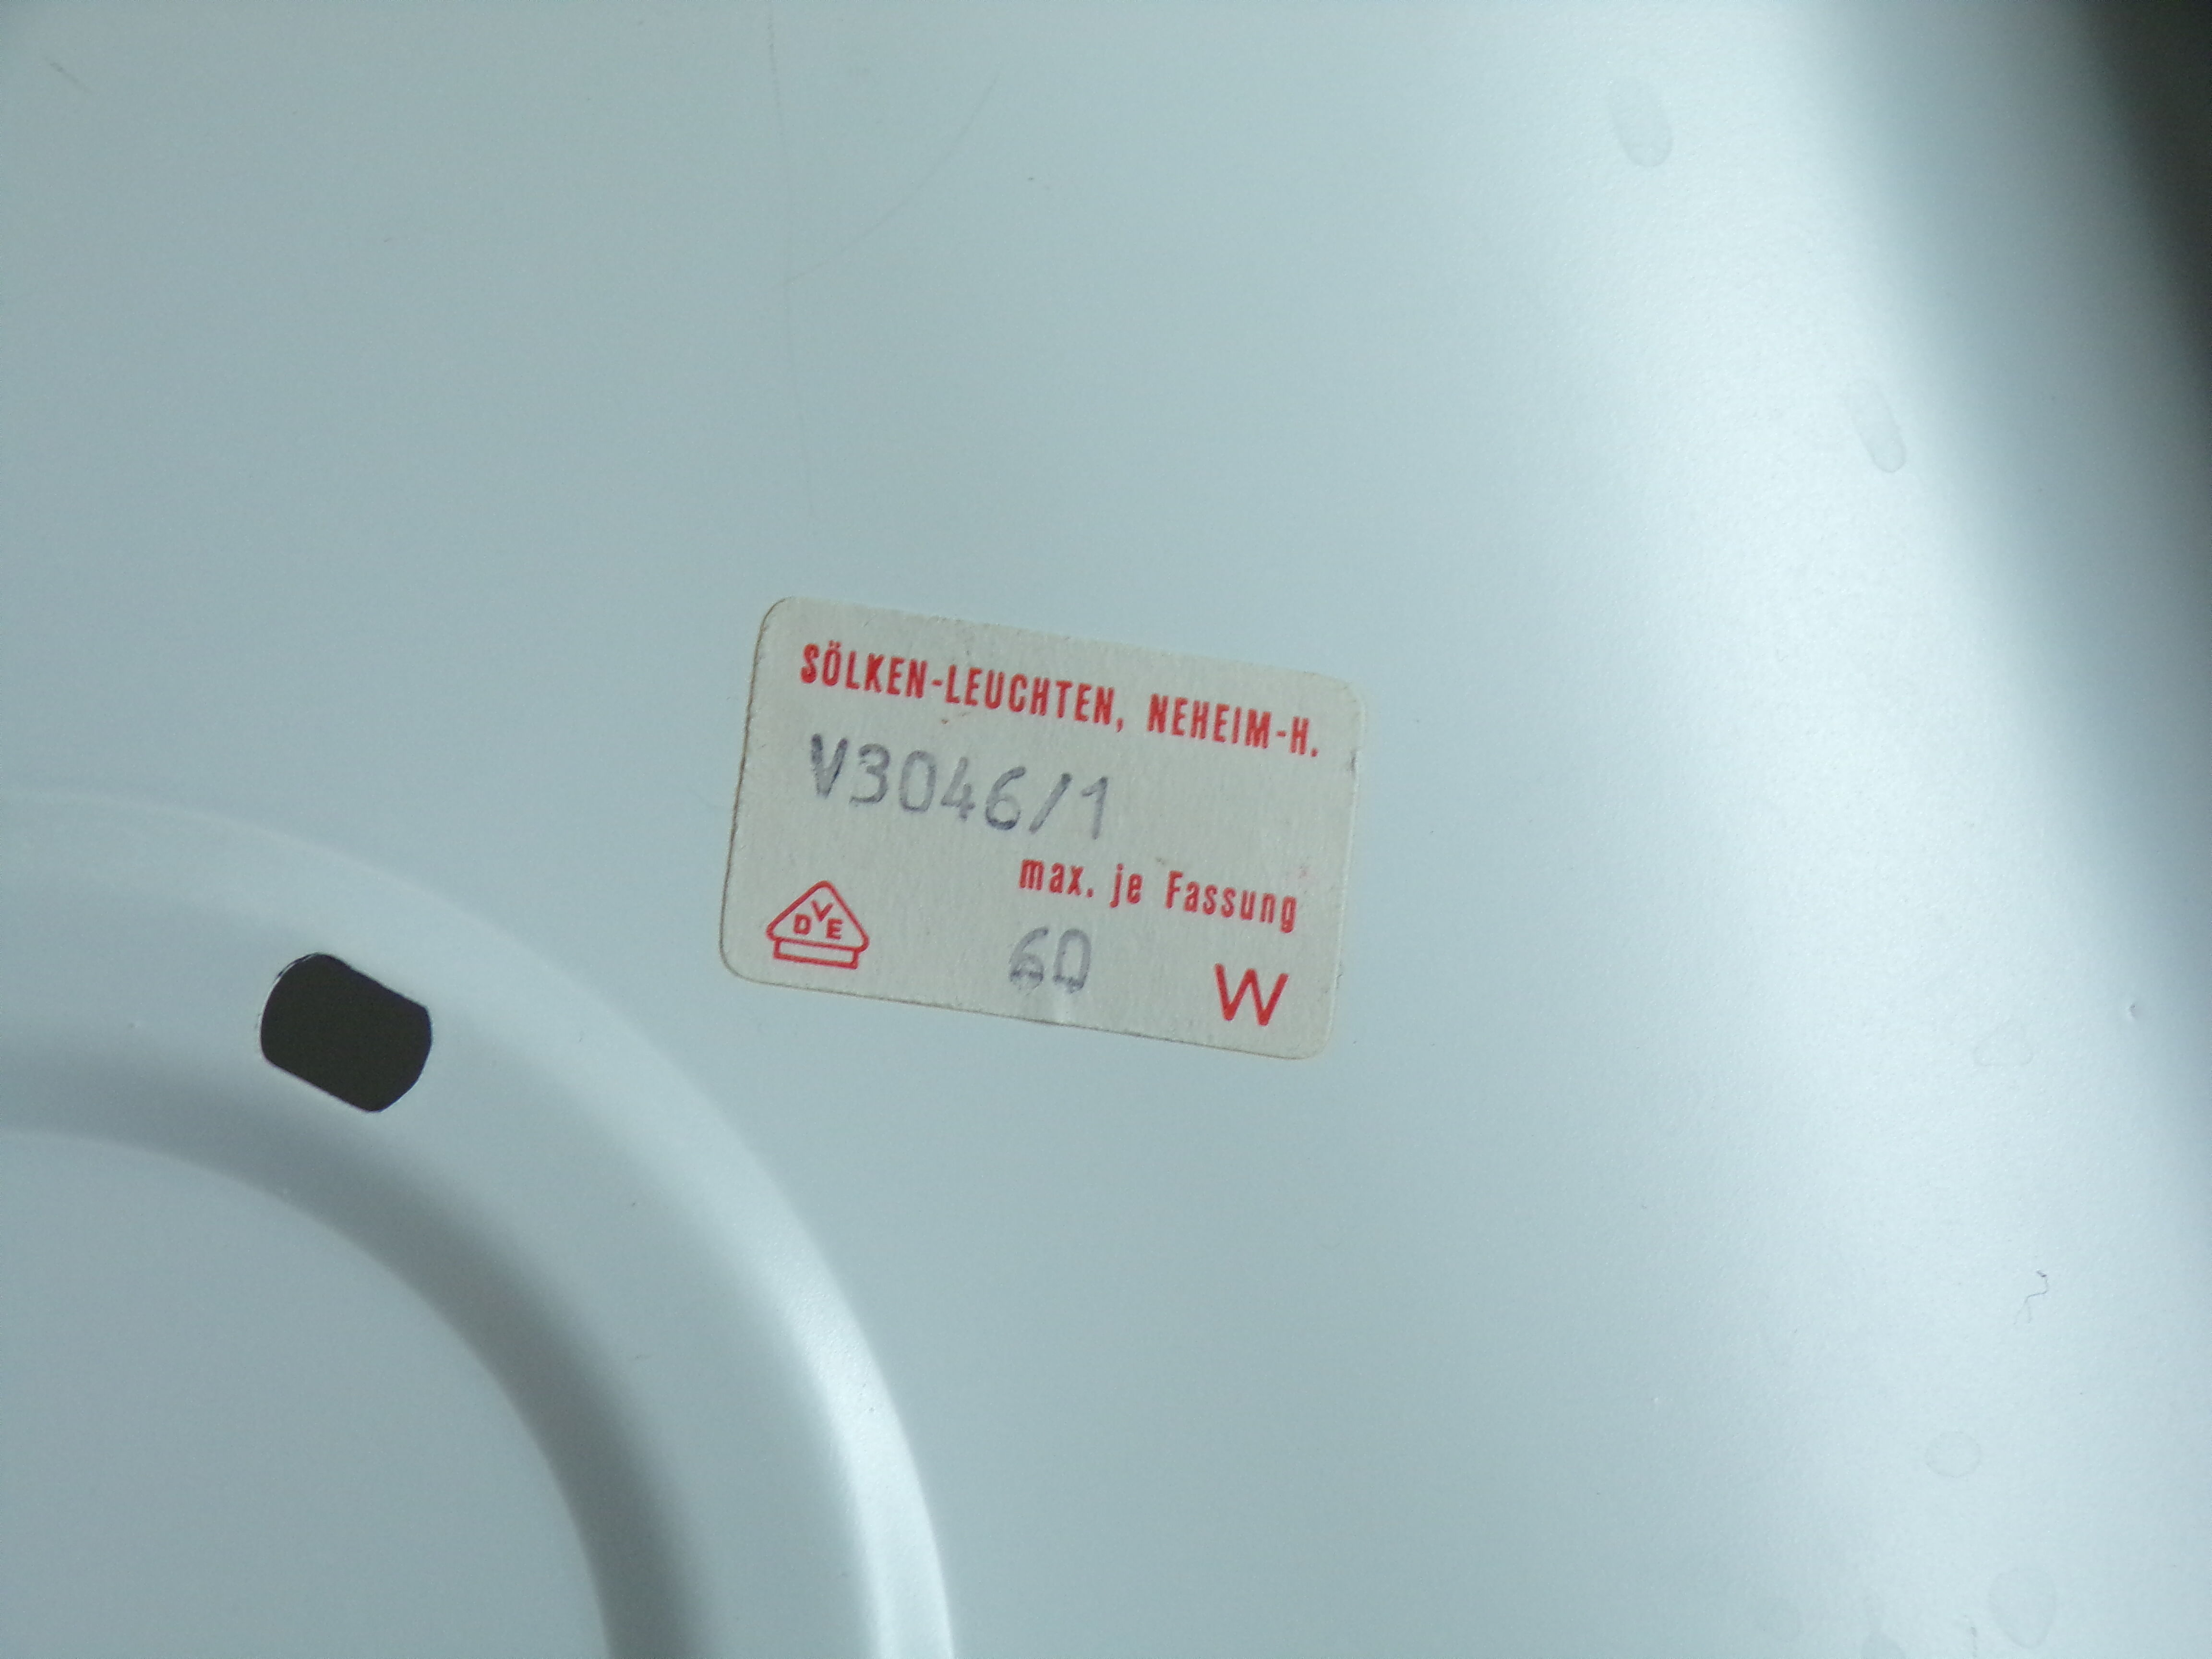 SÖLKEN-LEUCHTEN, NEHEIM-H.
V3046/1
max. je Fassung
DVE
60 W